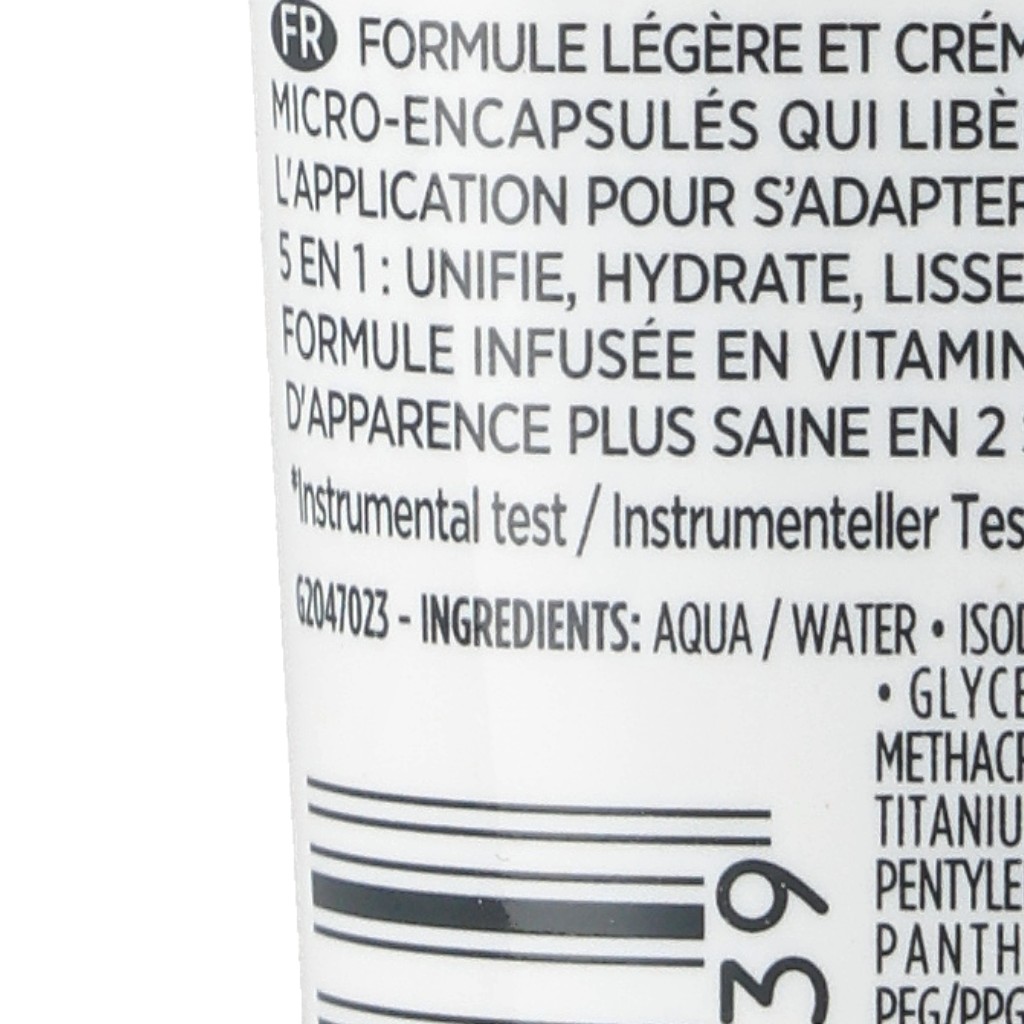 FR FORMULE LÉGÈRE ET CRÉM
MICRO-ENCAPSULÉS QUI LIBÈ
L'APPLICATION POUR S'ADAPTER
5 EN 1 : UNIFIE, HYDRATE, LISSE
FORMULE INFUSÉE EN VITAMIN
D'APPARENCE PLUS SAINE EN 2
*Instrumental test / Instrumenteller Tes
G2047023 - INGREDIENTS: AQUA / WATER • ISOD
• GLYCE
METHACR
TITANIU
PENTYLE
PANTH
PEG/PPG
39